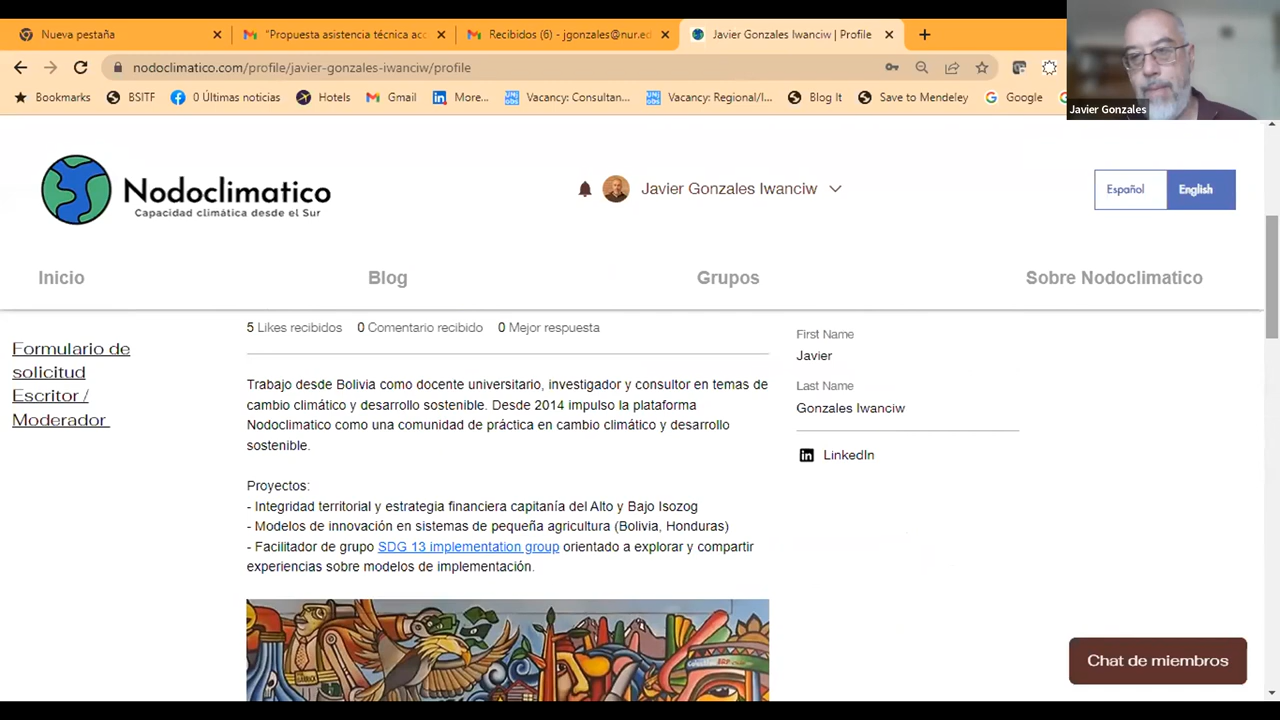 Nueva pestaña
"Propuesta asistencia técnica acc
Recibidos (6) - jgonzales@nur.ed
Javier Gonzales Iwanciw | Profile
nodoclimatico.com/profile/javier-gonzales-iwanciw/profile
Bookmarks
BSITF
0 Últimas noticias
Hotels
Gmail
More...
Vacancy: Consultan...
Vacancy: Regional/I...
Blog It
Save to Mendeley
Google
Javier Gonzales
Nodoclimatico
Capacidad climática desde el Sur
Javier Gonzales Iwanciw
Español
English
Inicio
Blog
Grupos
Sobre Nodoclimatico
Formulario de
solicitud
Escritor /
Moderador
5 Likes recibidos 0 Comentario recibido 0 Mejor respuesta
Trabajo desde Bolivia como docente universitario, investigador y consultor en temas de
cambio climático y desarrollo sostenible. Desde 2014 impulso la plataforma
Nodoclimatico como una comunidad de práctica en cambio climático y desarrollo
sostenible.
Proyectos:
- Integridad territorial y estrategia financiera capitanía del Alto y Bajo Isozog
- Modelos de innovación en sistemas de pequeña agricultura (Bolivia, Honduras)
- Facilitador de grupo SDG 13 implementation group orientado a explorar y compartir
experiencias sobre modelos de implementación.
First Name
Javier
Last Name
Gonzales Iwanciw
LinkedIn
Chat de miembros